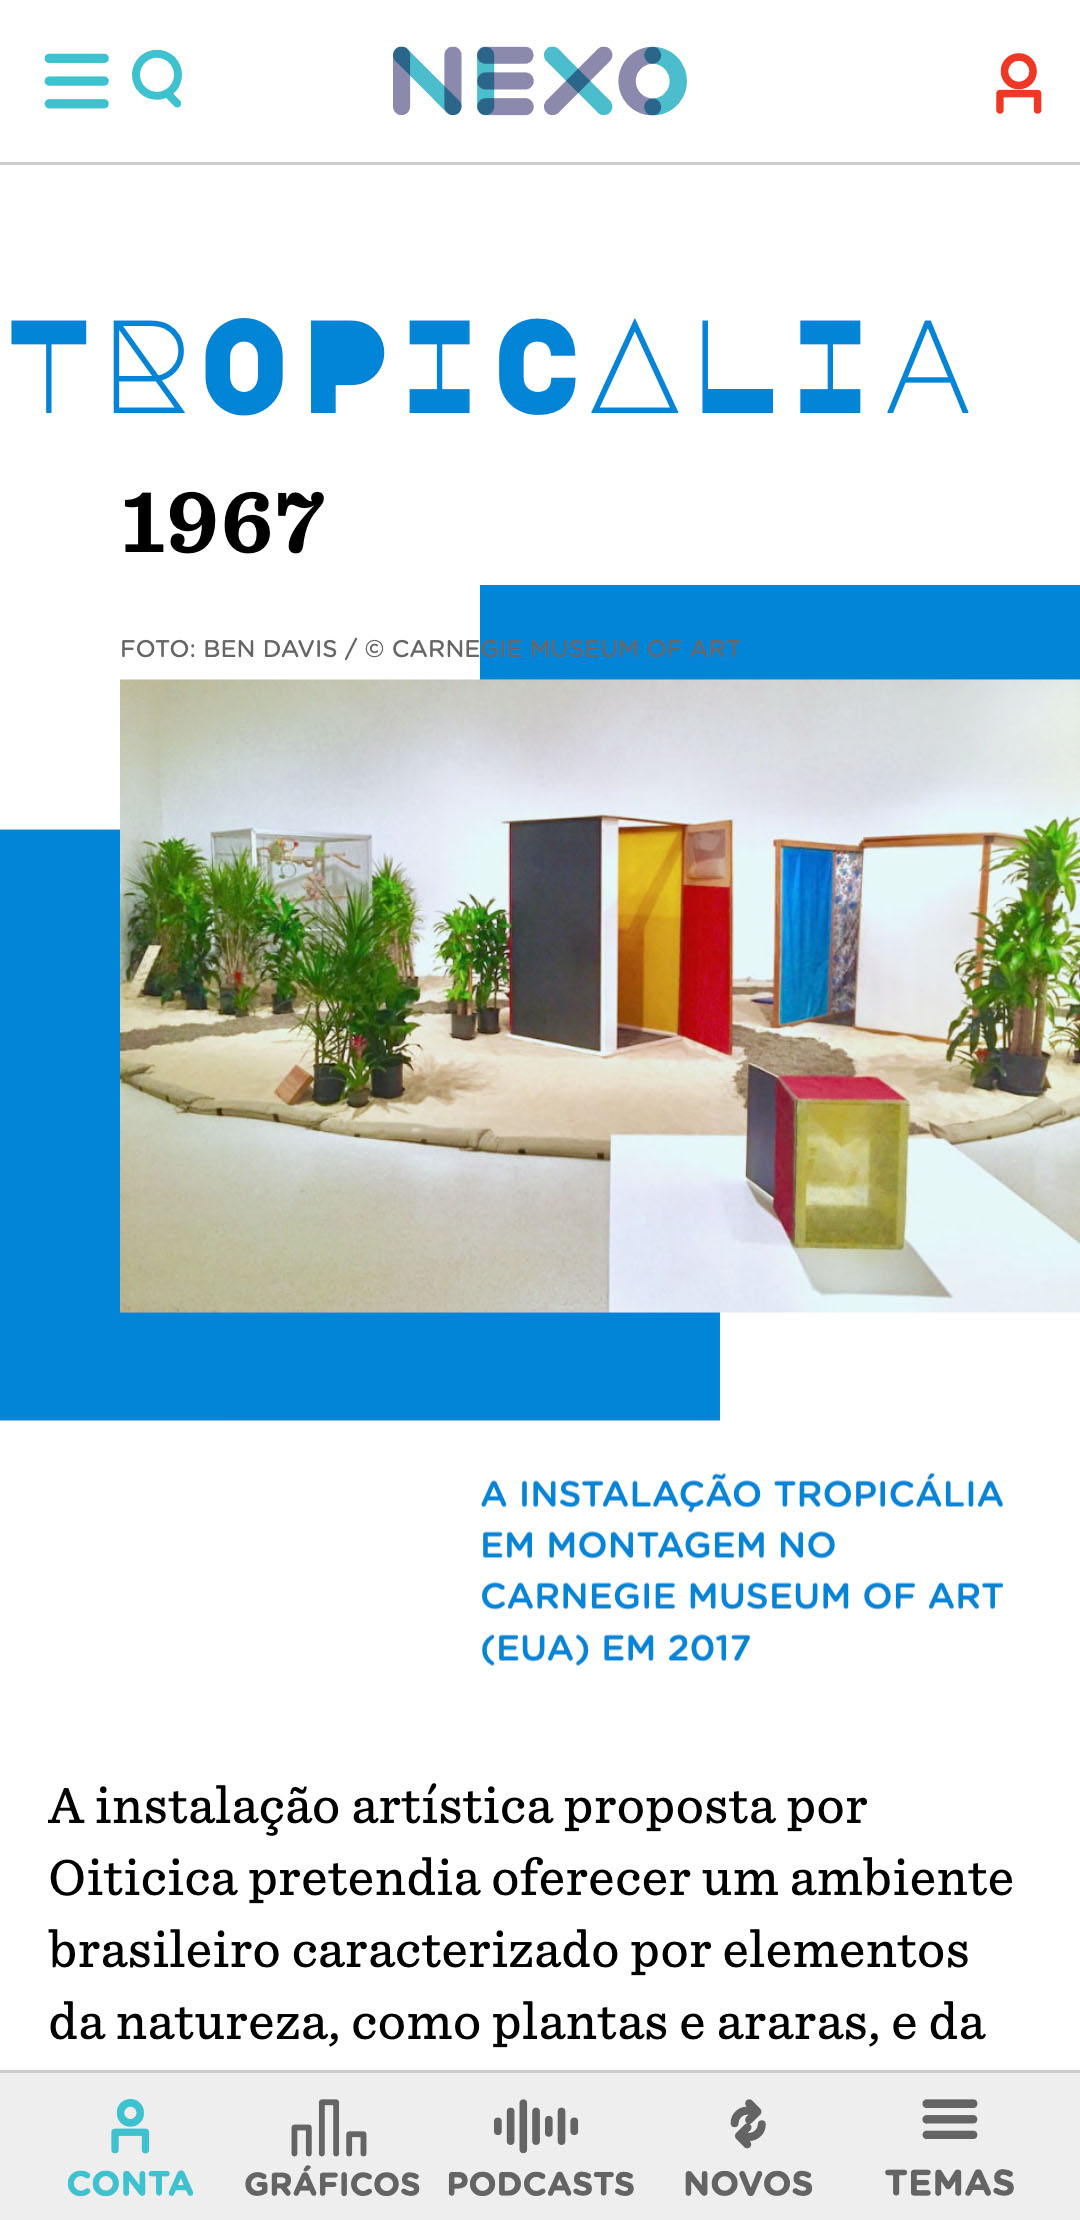 NEXO
TROPICALIA
1967
FOTO: BEN DAVIS / © CARNEGIE MUSEUM OF ART
A INSTALAÇÃO TROPICÁLIA
EM MONTAGEM NO
CARNEGIE MUSEUM OF ART
(EUA) EM 2017
A instalação artística proposta por
Oiticica pretendia oferecer um ambiente
brasileiro caracterizado por elementos
da natureza, como plantas e araras, e da
CONTA GRÁFICOS PODCASTS NOVOS TEMAS